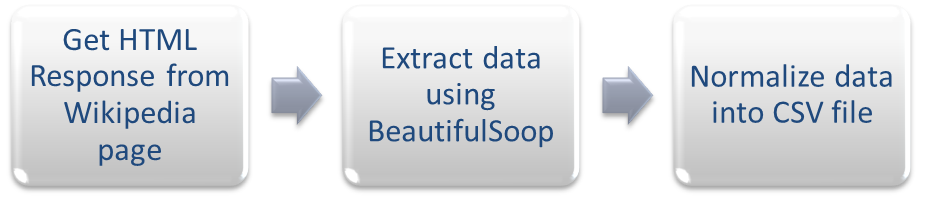 Get HTML
Response from
Wikipedia
page
Extract data
using
BeautifulSoop
Normalize data
into CSV file